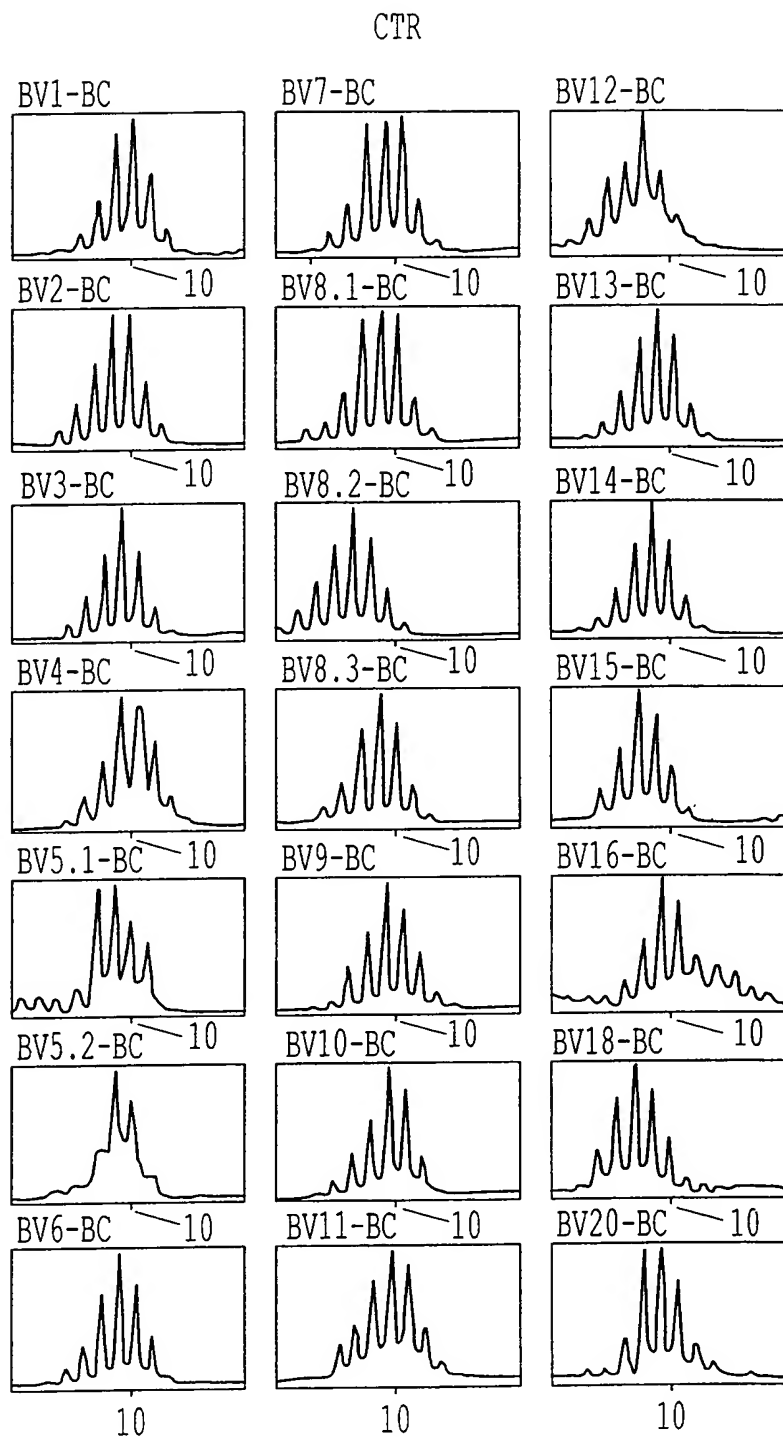 CTR
BV1-BC BV7-BC BV12-BC
10 10 10
BV2-BC BV8.1-BC BV13-BC
10 10 10
BV3-BC BV8.2-BC BV14-BC
10 10 10
BV4-BC BV8.3-BC BV15-BC
10 10 10
BV5.1-BC BV9-BC BV16-BC
10 10 10
BV5.2-BC BV10-BC BV18-BC
10 10 10
BV6-BC BV11-BC BV20-BC
10 10 10